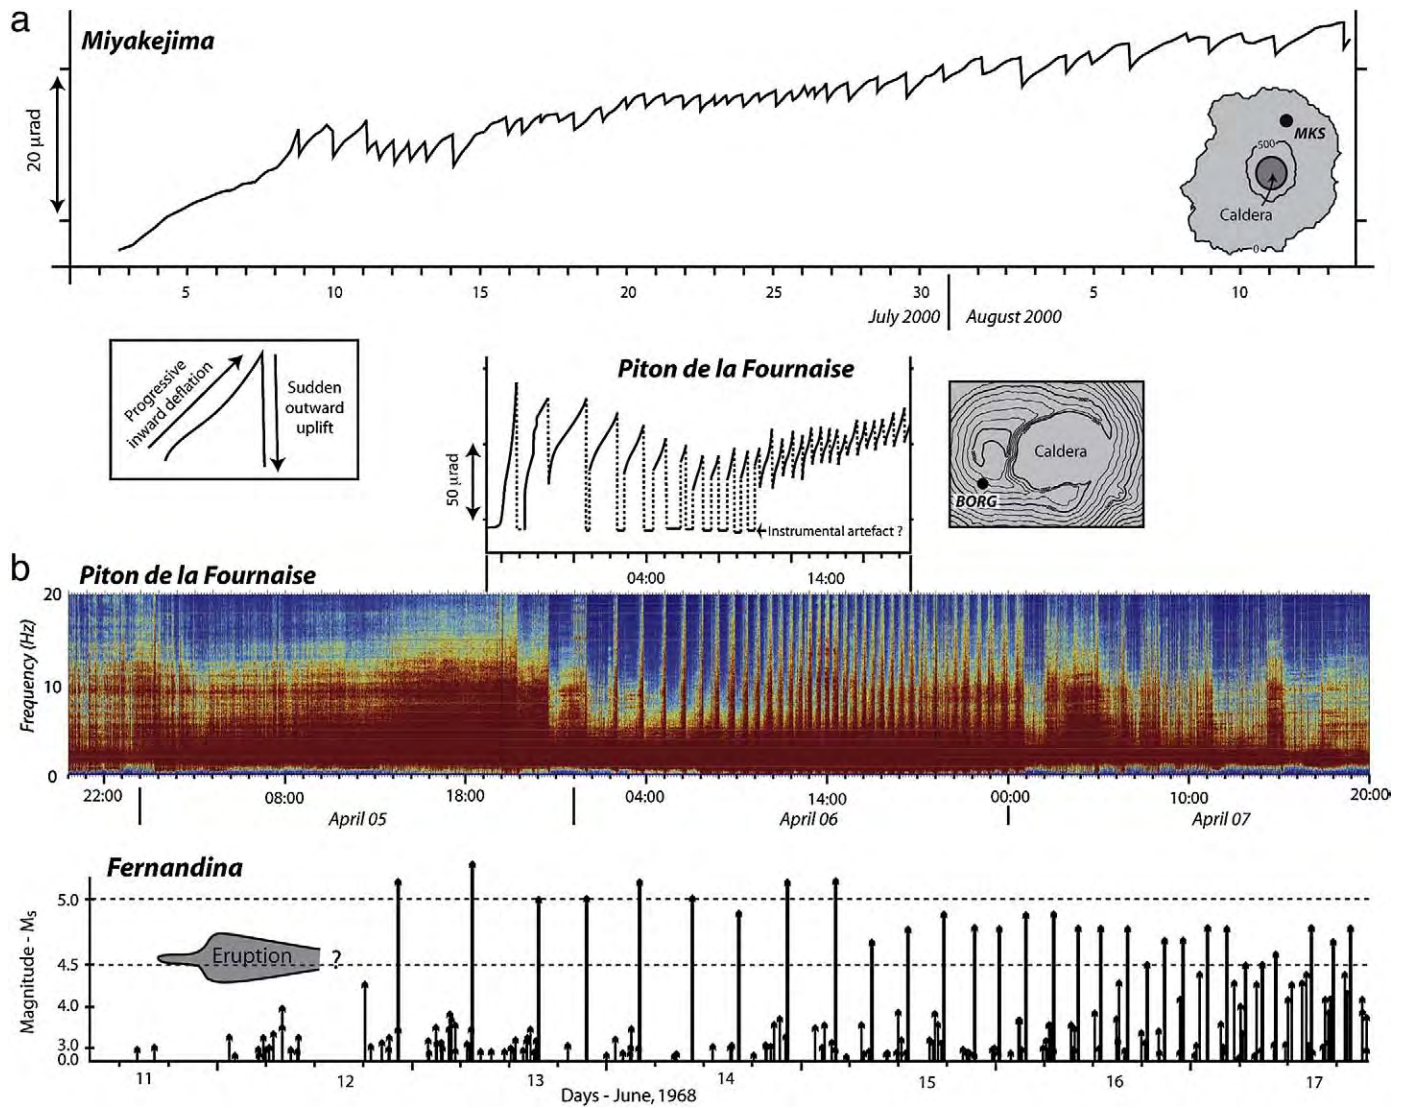 a
Miyakejima
20 µrad
MKS
500
Caldera
0
5
10
15
20
25
30
5
10
July 2000
August 2000
Progressive
inward deflation
Sudden
outward
uplift
Piton de la Fournaise
50 µrad
Instrumental artefact ?
04:00
14:00
Caldera
BORG
b
Piton de la Fournaise
Frequency (Hz)
20
10
0
22:00
08:00
18:00
04:00
14:00
00:00
10:00
20:00
April 05
April 06
April 07
Fernandina
Magnitude - Ms
5.0
4.5
4.0
3.0
0.0
Eruption
?
11
12
13
14
15
16
17
Days - June, 1968